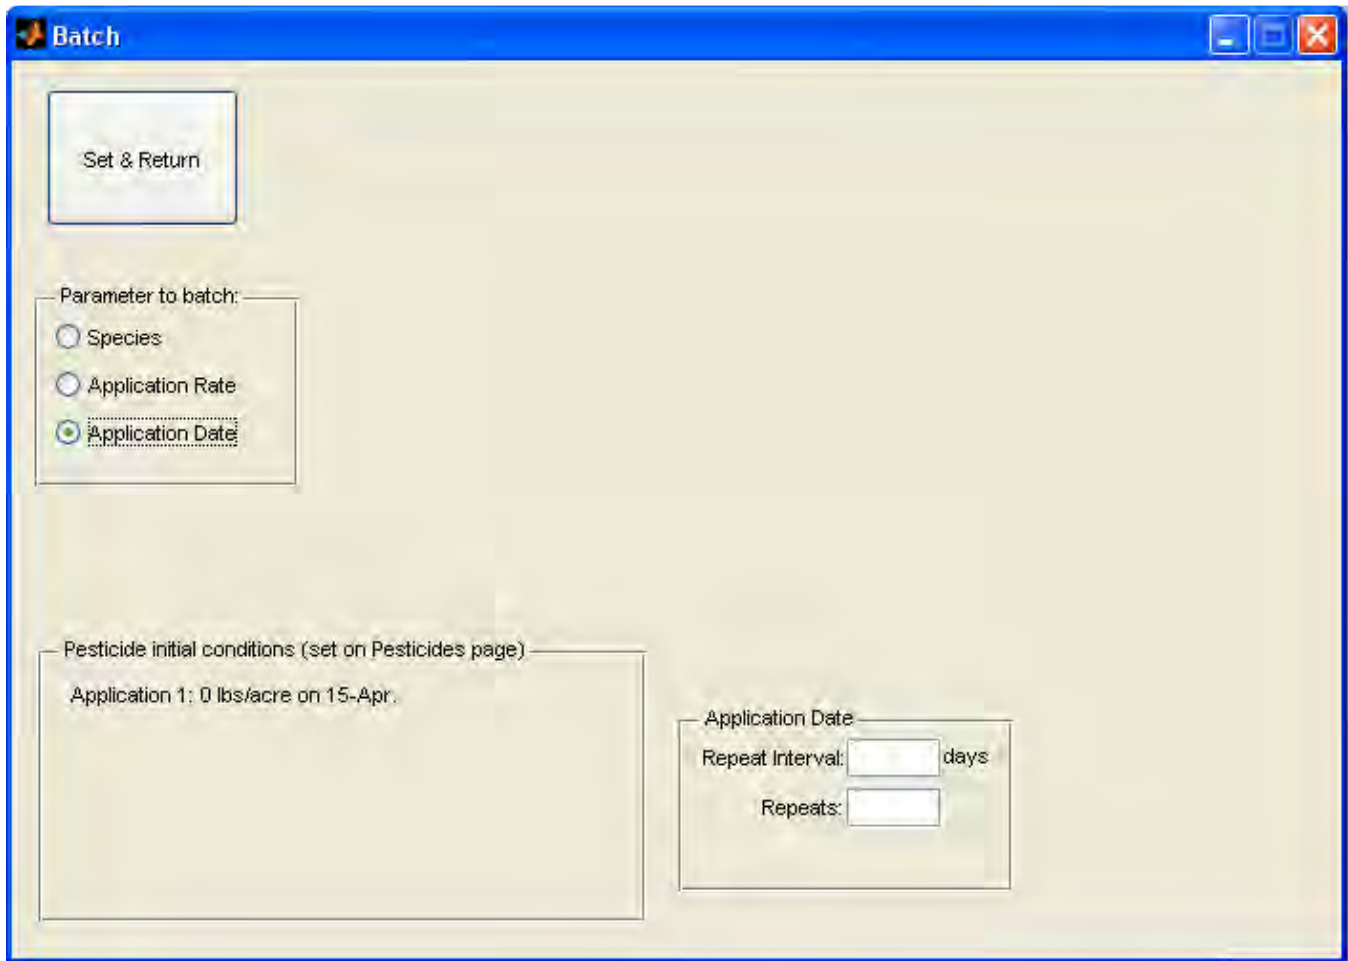 Batch
Set & Return
Parameter to batch:
Species
Application Rate
Application Date
Pesticide initial conditions (set on Pesticides page)
Application 1: 0 lbs/acre on 15-Apr.
Application Date
Repeat Interval: days
Repeats: